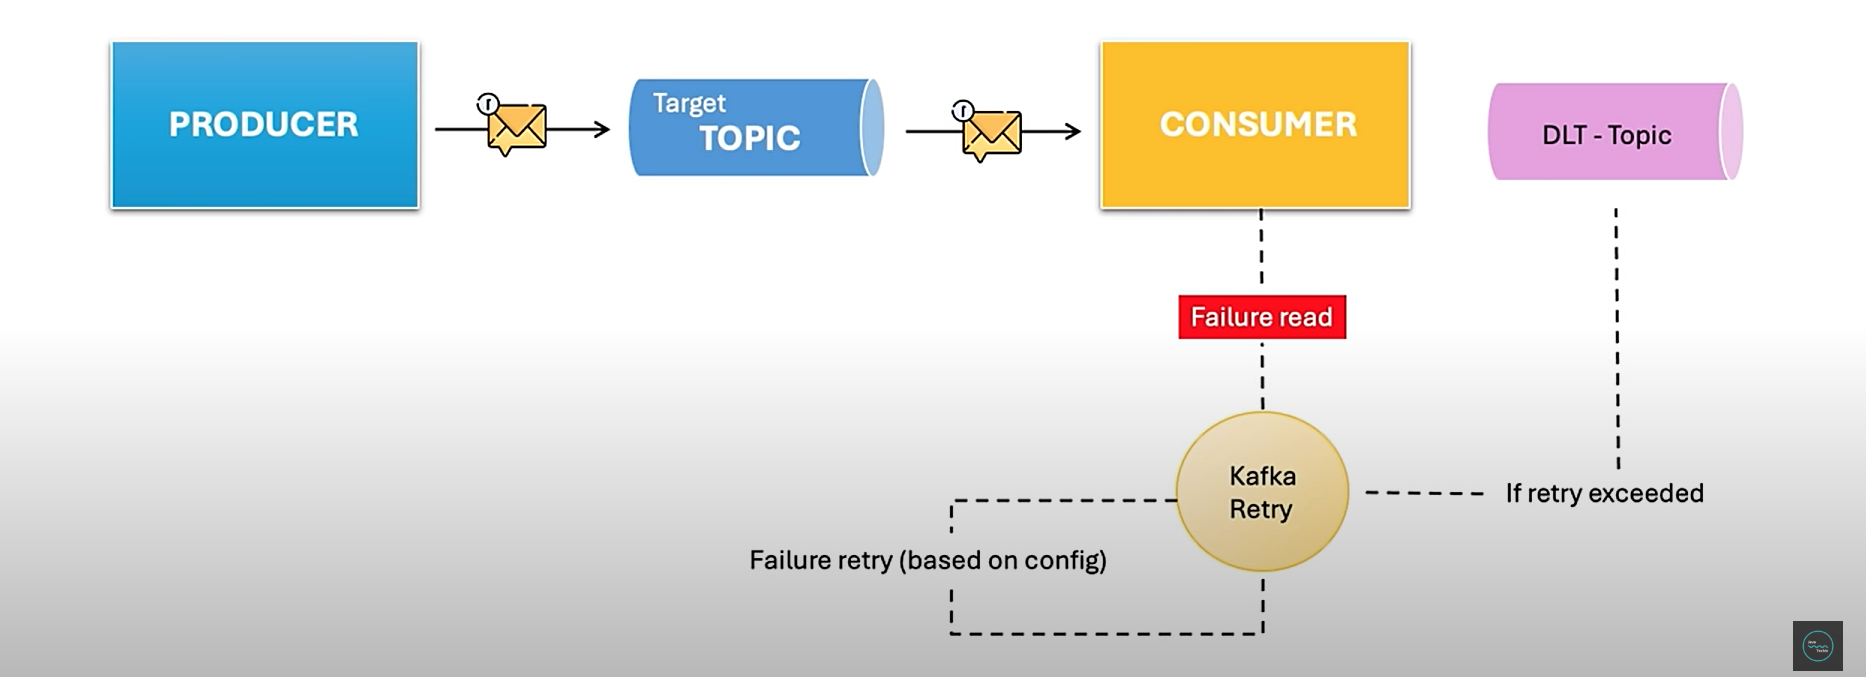 PRODUCER
Target
TOPIC
CONSUMER
DLT - Topic
Failure read
Kafka
Retry
If retry exceeded
Failure retry (based on config)